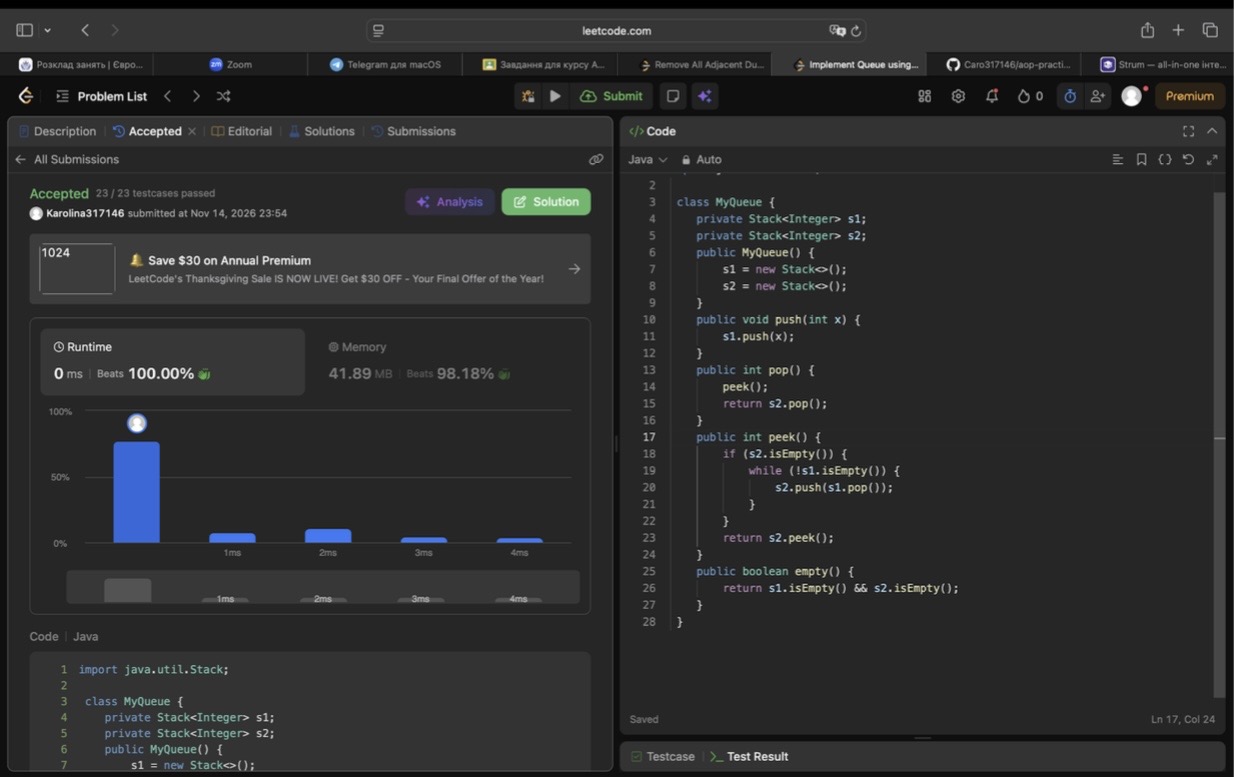 leetcode.com
Розклад занять | Євро...
Zoom
Telegram для macOS
Завдання для курсу А...
Remove All Adjacent Du...
Implement Queue using...
Caro317146/aop-practi...
Strum — all-in-one інте...
Problem List
Submit
0
Premium
Description
Accepted
Editorial
Solutions
Submissions
All Submissions
Accepted 23 / 23 testcases passed
Karolina317146 submitted at Nov 14, 2026 23:54
Analysis
Solution
1024
Save $30 on Annual Premium
LeetCode's Thanksgiving Sale IS NOW LIVE! Get $30 OFF - Your Final Offer of the Year!
Runtime
0 ms | Beats 100.00%
Memory
41.89 MB | Beats 98.18%
100%
50%
0%
1ms 2ms 3ms 4ms
1ms 2ms 3ms 4ms
Code | Java
1 import java.util.Stack;
2
3 class MyQueue {
4 private Stack<Integer> s1;
5 private Stack<Integer> s2;
6 public MyQueue() {
7 s1 = new Stack<>();
</> Code
Java
Auto
2
3 class MyQueue {
4 private Stack<Integer> s1;
5 private Stack<Integer> s2;
6 public MyQueue() {
7 s1 = new Stack<>();
8 s2 = new Stack<>();
9 }
10 public void push(int x) {
11 s1.push(x);
12 }
13 public int pop() {
14 peek();
15 return s2.pop();
16 }
17 public int peek() {
18 if (s2.isEmpty()) {
19 while (!s1.isEmpty()) {
20 s2.push(s1.pop());
21 }
22 }
23 return s2.peek();
24 }
25 public boolean empty() {
26 return s1.isEmpty() && s2.isEmpty();
27 }
28 }
Saved
Ln 17, Col 24
Testcase
>_ Test Result